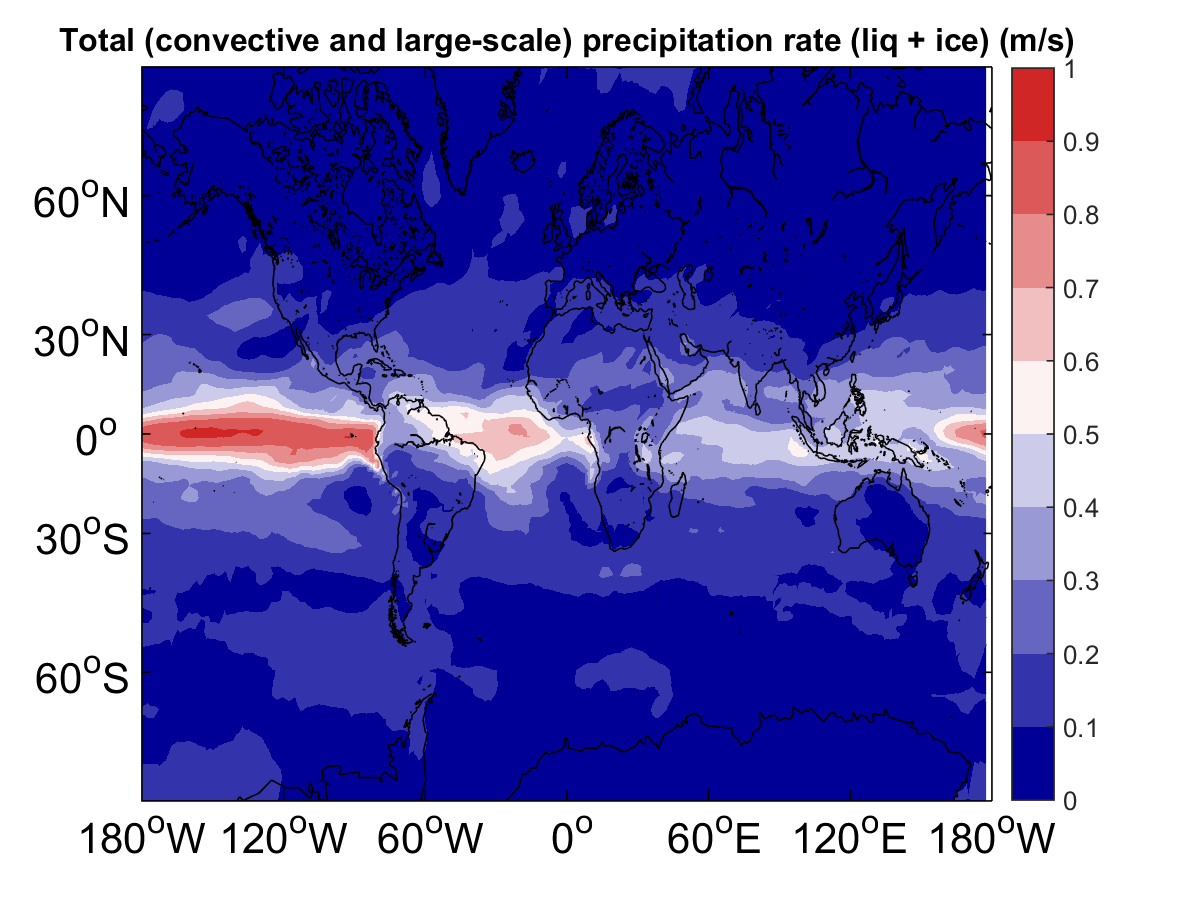 Total (convective and large-scale) precipitation rate (liq + ice) (m/s)
60°N
30°N
0°
30°S
60°S
180°W 120°W 60°W 0° 60°E 120°E 180°W
1
0.9
0.8
0.7
0.6
0.5
0.4
0.3
0.2
0.1
0